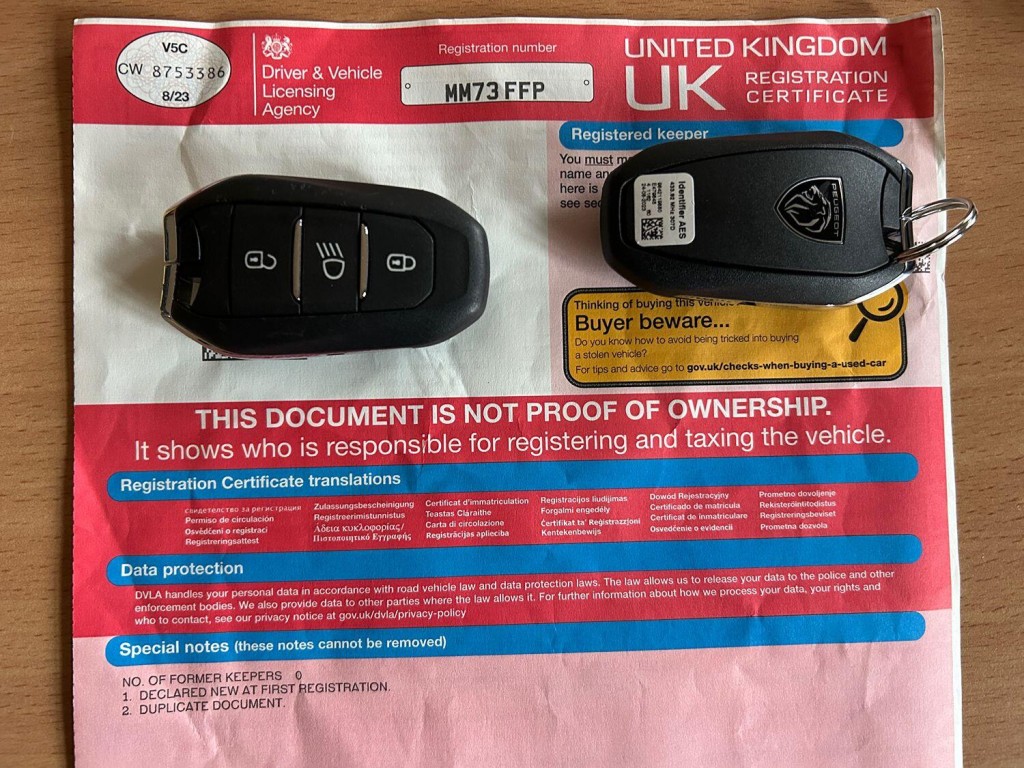 V5C
CW 8753386
8/23
Driver & Vehicle
Licensing
Agency
Registration number
MM73 FFP
UNITED KINGDOM
UK REGISTRATION
CERTIFICATE
Registered keeper
You must
name an
here is
see
Identifier AES
433.92 MHz 307D
PEUGEOT
Thinking of buying this vehicle
Buyer beware...
Do you know how to avoid being tricked into buying
a stolen vehicle?
For tips and advice go to gov.uk/checks-when-buying-a-used-car
THIS DOCUMENT IS NOT PROOF OF OWNERSHIP.
It shows who is responsible for registering and taxing the vehicle.
Registration Certificate translations
Свидетелство за регистрация
Permiso de circulación
Osvědčení o registraci
Registreringsattest
Zulassungsbescheinigung
Registreerimistunnistus
Άδεια κυκλοφορίας/
Πιστοποιητικό Εγγραφής
Certificat d'immatriculation
Teastas Cláraithe
Carta di circolazione
Reģistrācijas apliecība
Registracijos liudijimas
Forgalmi engedély
Ċertifikat ta' Reġistrazzjoni
Kentekenbewijs
Dowód Rejestracyjny
Certificado de matrícula
Certificat de înmatriculare
Osvedčenie o evidencii
Prometno dovoljenje
Rekisteröintitodistus
Registreringsbeviset
Prometna dozvola
Data protection
DVLA handles your personal data in accordance with road vehicle law and data protection laws. The law allows us to release your data to the police and other
enforcement bodies. We also provide data to other parties where the law allows it. For further information about how we process your data, your rights and
who to contact, see our privacy notice at gov.uk/dvla/privacy-policy
Special notes (these notes cannot be removed)
NO. OF FORMER KEEPERS 0
1. DECLARED NEW AT FIRST REGISTRATION.
2. DUPLICATE DOCUMENT.